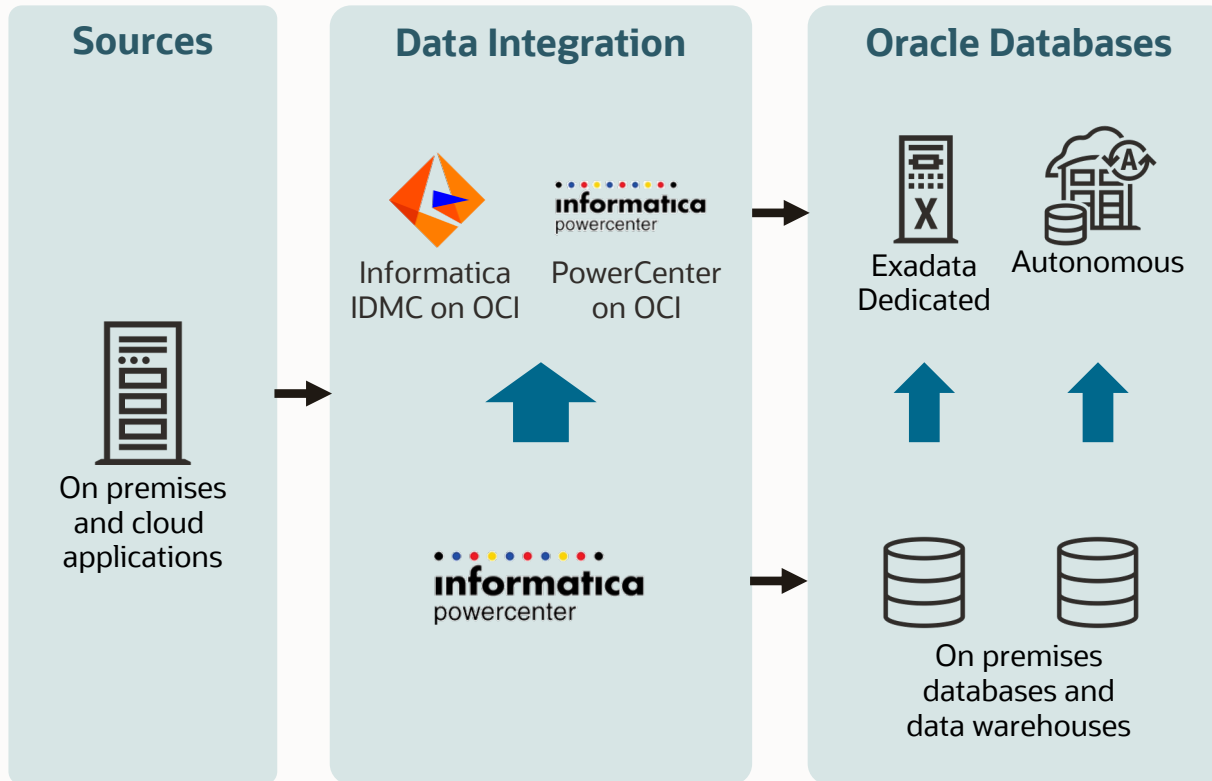 Sources
On premises
and cloud
applications
Data Integration
Informatica
IDMC on OCI
informatica
powercenter
PowerCenter
on OCI
informatica
powercenter
Oracle Databases
X
Exadata
Dedicated
A
Autonomous
On premises
databases and
data warehouses